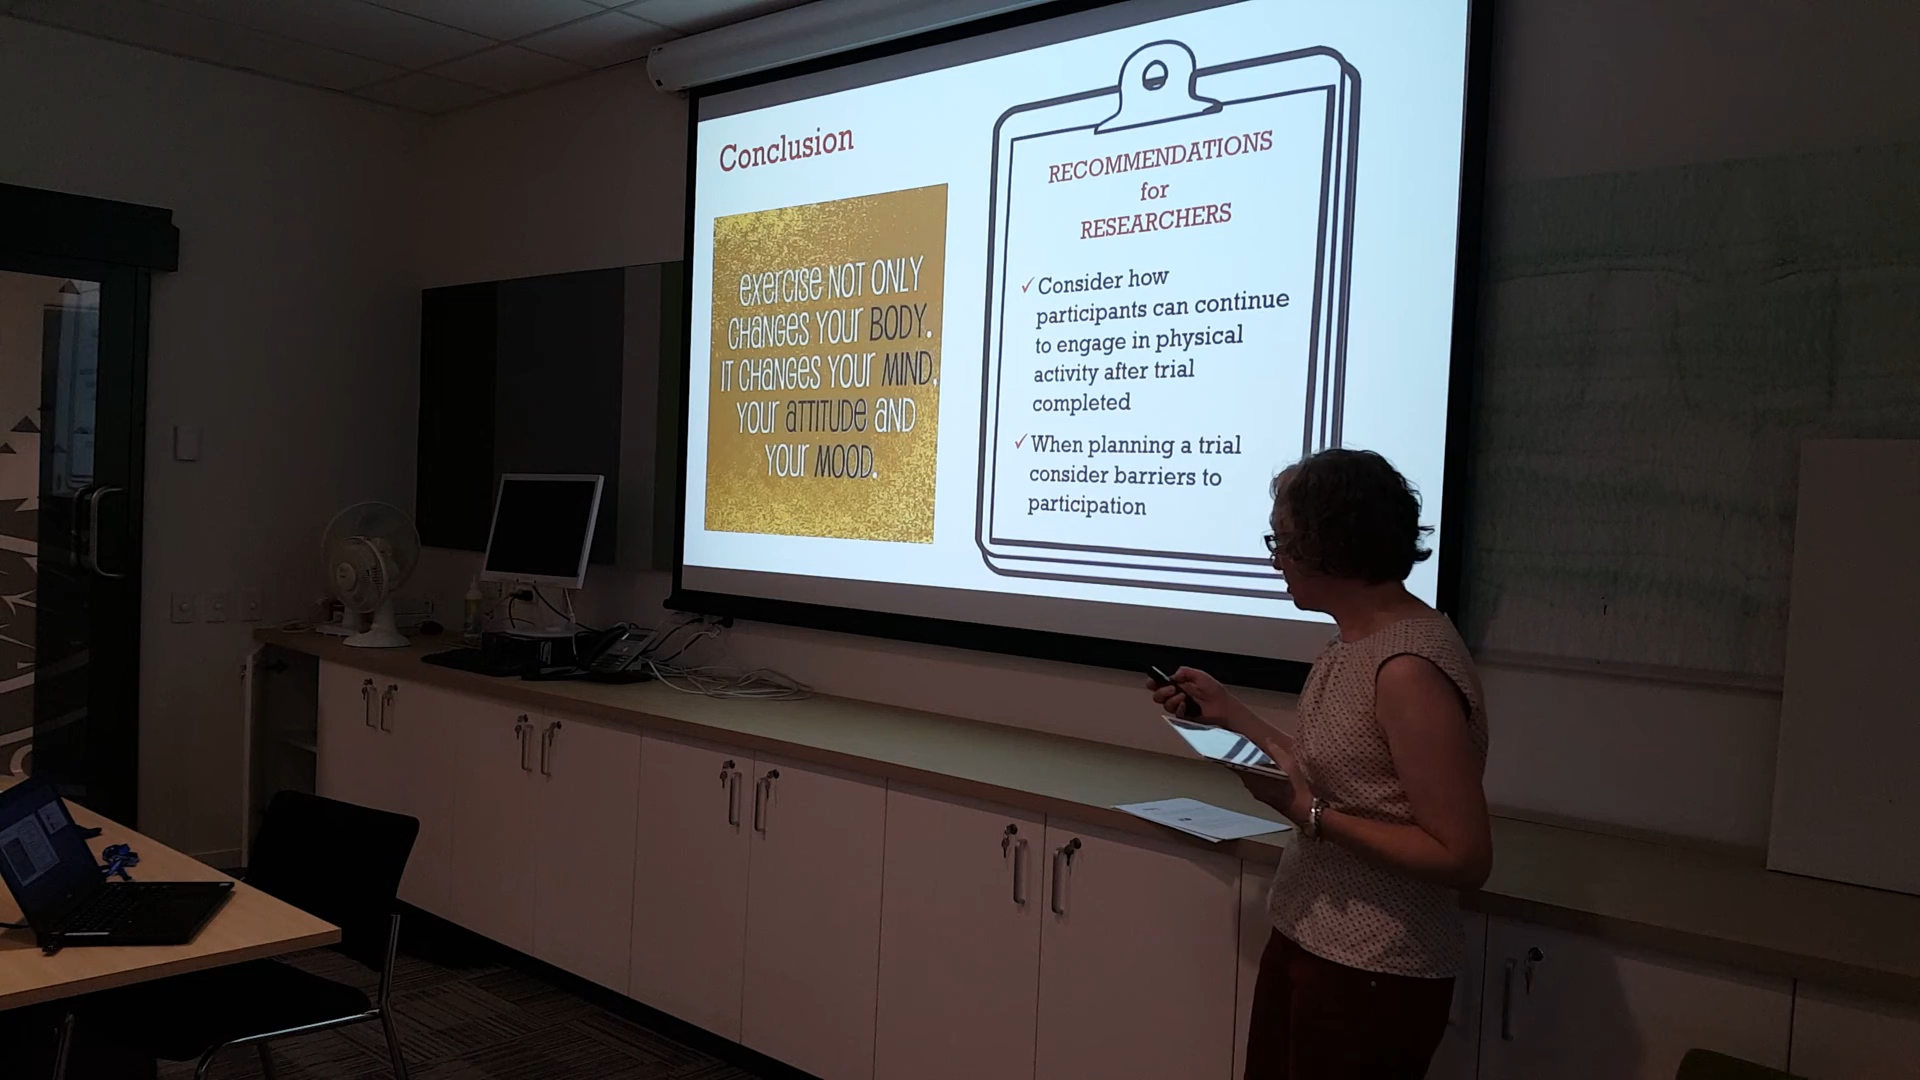 Conclusion
exercise NOT ONLY
CHANGES YOUR BODY.
IT CHANGES YOUR MIND,
YOUR ATTITUDE AND
YOUR MOOD.
RECOMMENDATIONS
for
RESEARCHERS
✓ Consider how
participants can continue
to engage in physical
activity after trial
completed
✓ When planning a trial
consider barriers to
participation